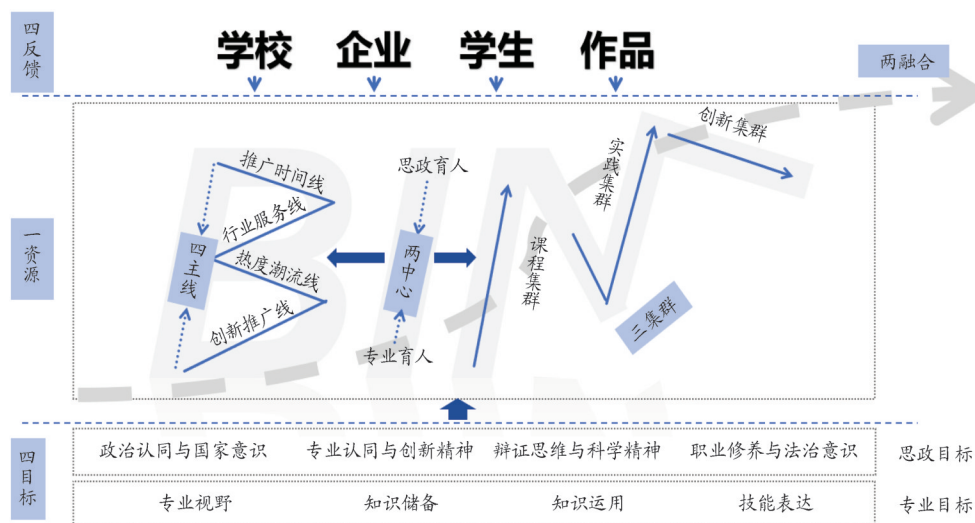 四反馈
学校 企业 学生 作品
两融合
一资源
推广时间线
行业服务线
四主线
热度潮流线
创新推广线
思政育人
两中心
专业育人
课程集群
实践集群
创新集群
三集群
BIM
四目标
政治认同与国家意识 专业认同与创新精神 辩证思维与科学精神 职业修养与法治意识 思政目标
专业视野 知识储备 知识运用 技能表达 专业目标